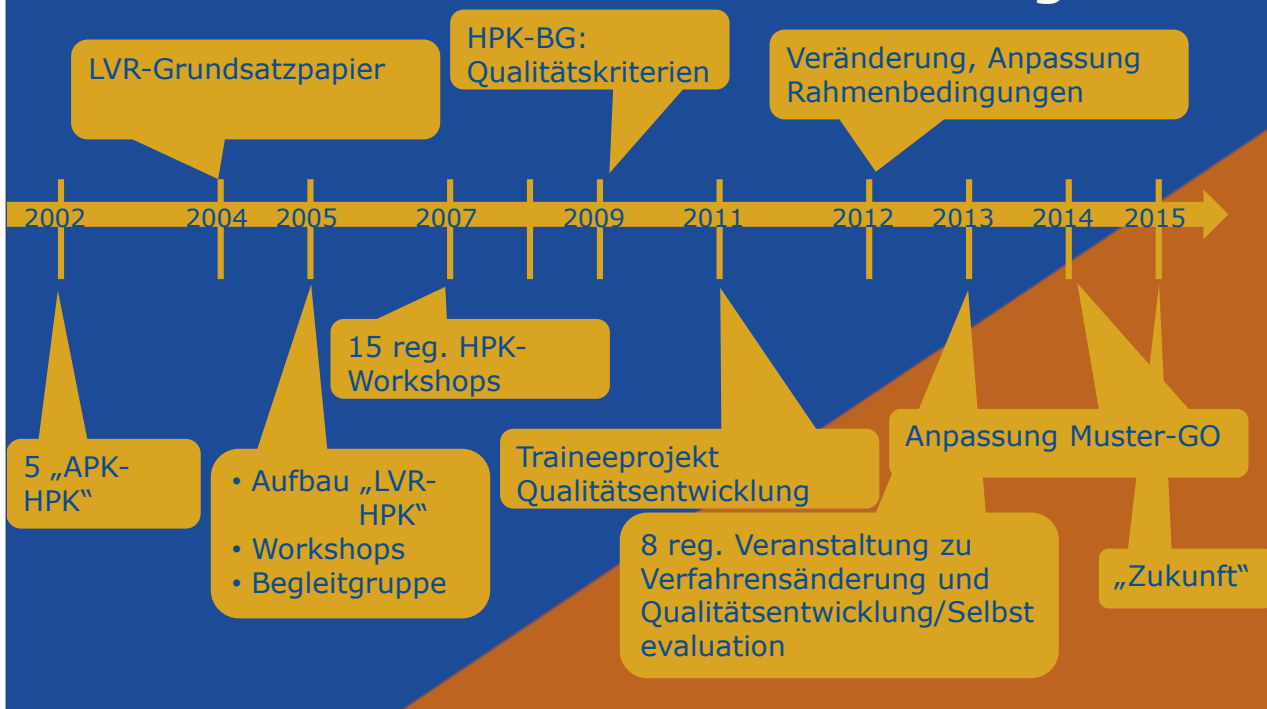 LVR-Grundsatzpapier
HPK-BG:
Qualitätskriterien
Veränderung, Anpassung
Rahmenbedingungen
2002 2004 2005 2007 2009 2011 2012 2013 2014 2015
15 reg. HPK-
Workshops
5 „APK-
HPK“
• Aufbau „LVR-
HPK“
• Workshops
• Begleitgruppe
Traineeprojekt
Qualitätsentwicklung
Anpassung Muster-GO
8 reg. Veranstaltung zu
Verfahrensänderung und
Qualitätsentwicklung/Selbst
evaluation
„Zukunft“